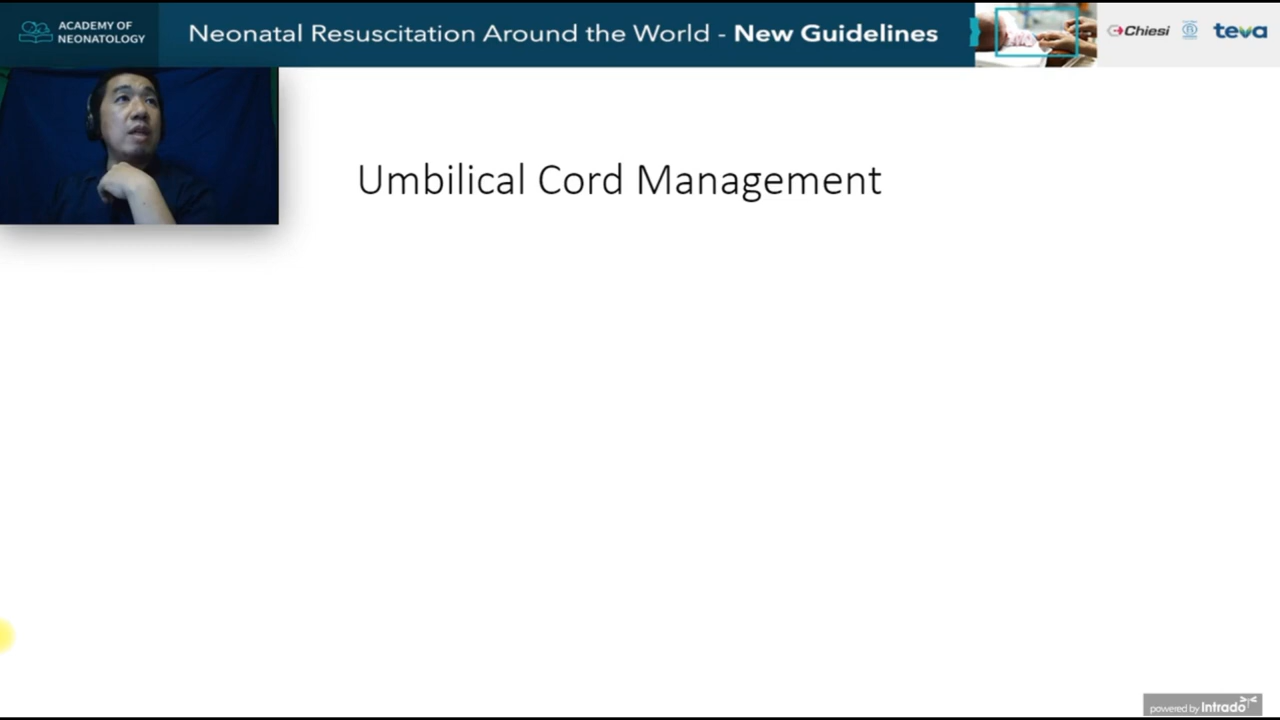 ACADEMY OF
NEONATOLOGY
Neonatal Resuscitation Around the World - New Guidelines
Chiesi
teva
Umbilical Cord Management
powered by Intrado